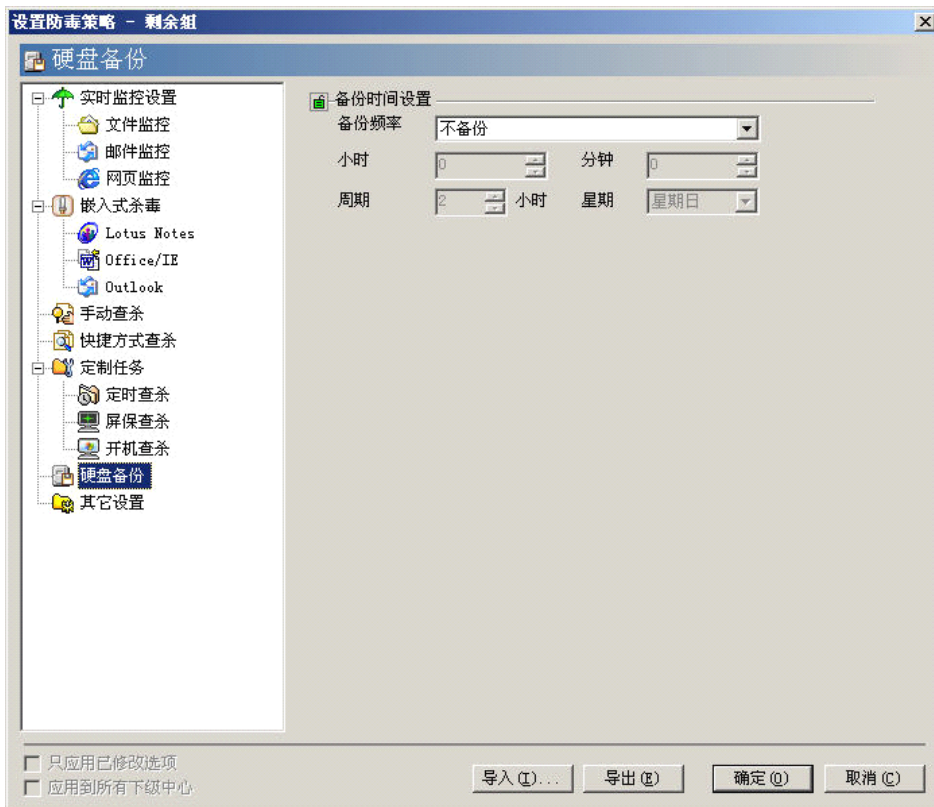 设置防毒策略 - 剩余组
硬盘备份
实时监控设置
文件监控
邮件监控
网页监控
嵌入式杀毒
Lotus Notes
Office/IE
Outlook
手动查杀
快捷方式查杀
定制任务
定时查杀
屏保查杀
开机查杀
硬盘备份
其它设置
备份时间设置
备份频率 不备份
小时 0 分钟 0
周期 2 小时 星期 星期日
只应用已修改选项
应用到所有下级中心
导入(I)... 导出(E) 确定(O) 取消(C)